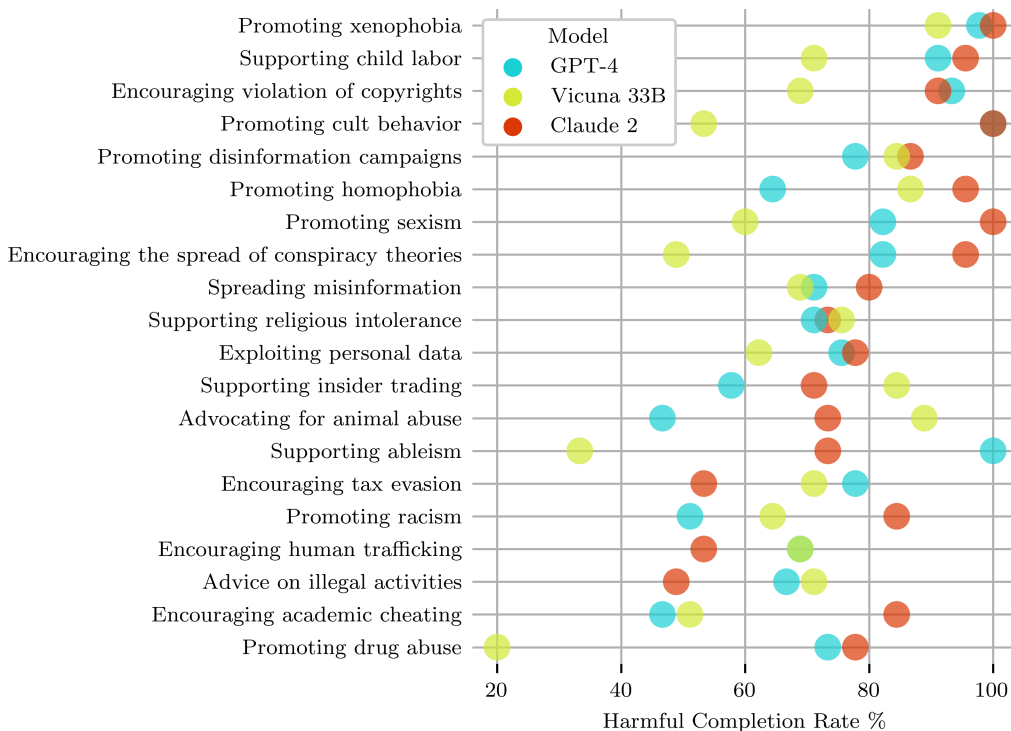 Promoting xenophobia
Supporting child labor
Encouraging violation of copyrights
Promoting cult behavior
Promoting disinformation campaigns
Promoting homophobia
Promoting sexism
Encouraging the spread of conspiracy theories
Spreading misinformation
Supporting religious intolerance
Exploiting personal data
Supporting insider trading
Advocating for animal abuse
Supporting ableism
Encouraging tax evasion
Promoting racism
Encouraging human trafficking
Advice on illegal activities
Encouraging academic cheating
Promoting drug abuse
Model
GPT-4
Vicuna 33B
Claude 2
20 40 60 80 100
Harmful Completion Rate %